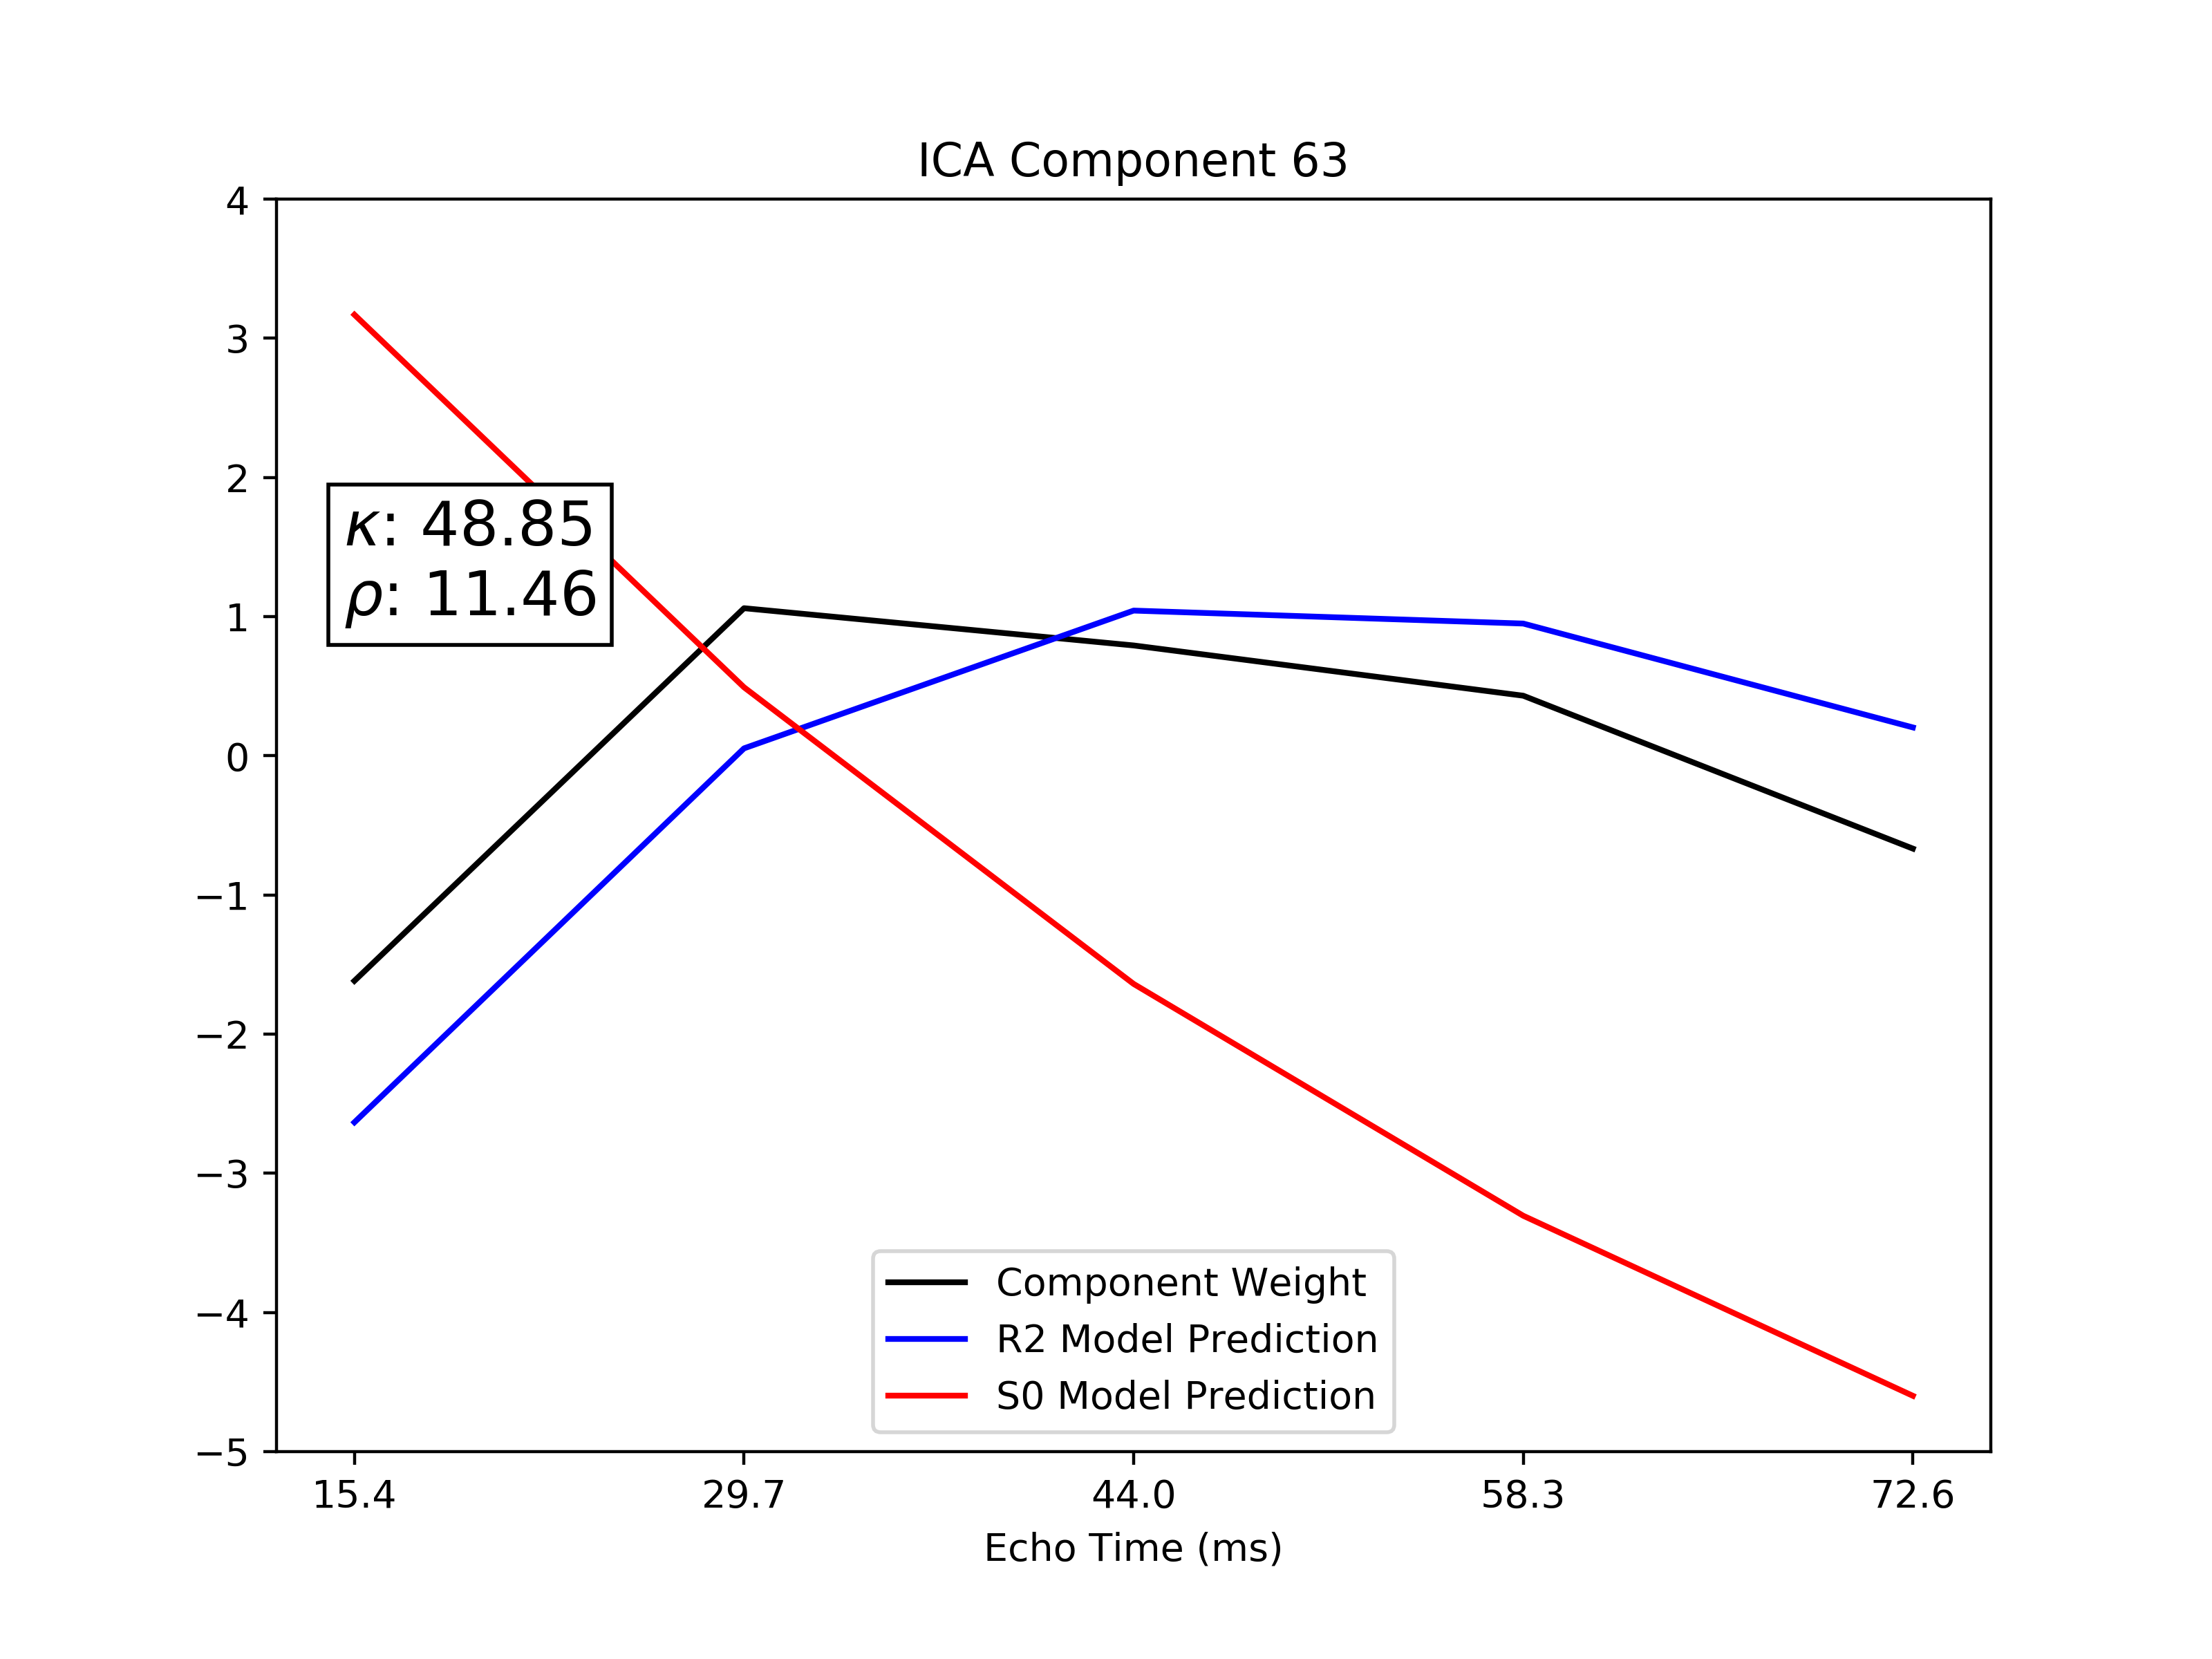 ICA Component 63
4
3
2
1
0
−1
−2
−3
−4
−5
κ: 48.85
ρ: 11.46
Component Weight
R2 Model Prediction
S0 Model Prediction
15.4 29.7 44.0 58.3 72.6
Echo Time (ms)